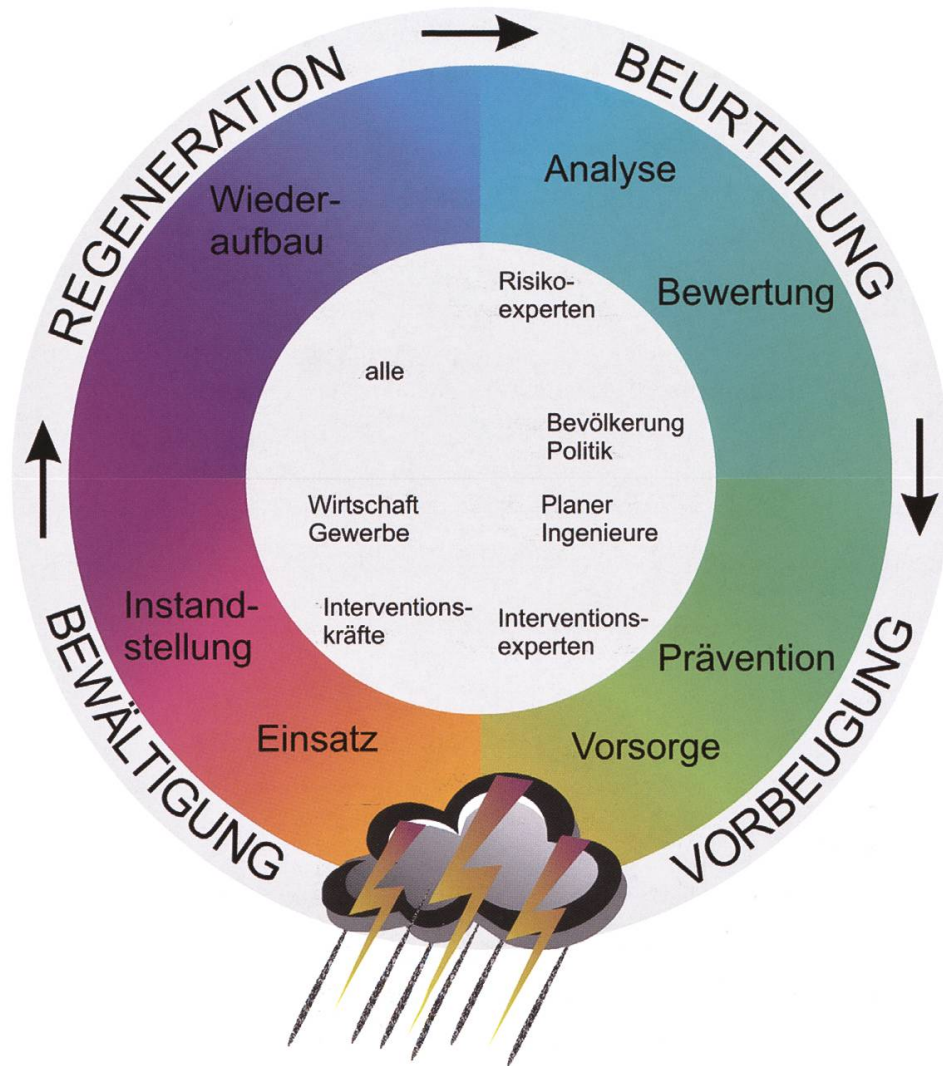 REGENERATION
BEURTEILUNG
VORBEUGUNG
BEWÄLTIGUNG
Analyse
Bewertung
Prävention
Vorsorge
Einsatz
Instand-
stellung
Wieder-
aufbau
Risiko-
experten
Bevölkerung
Politik
Planer
Ingenieure
Interventions-
experten
Interventions-
kräfte
Wirtschaft
Gewerbe
alle